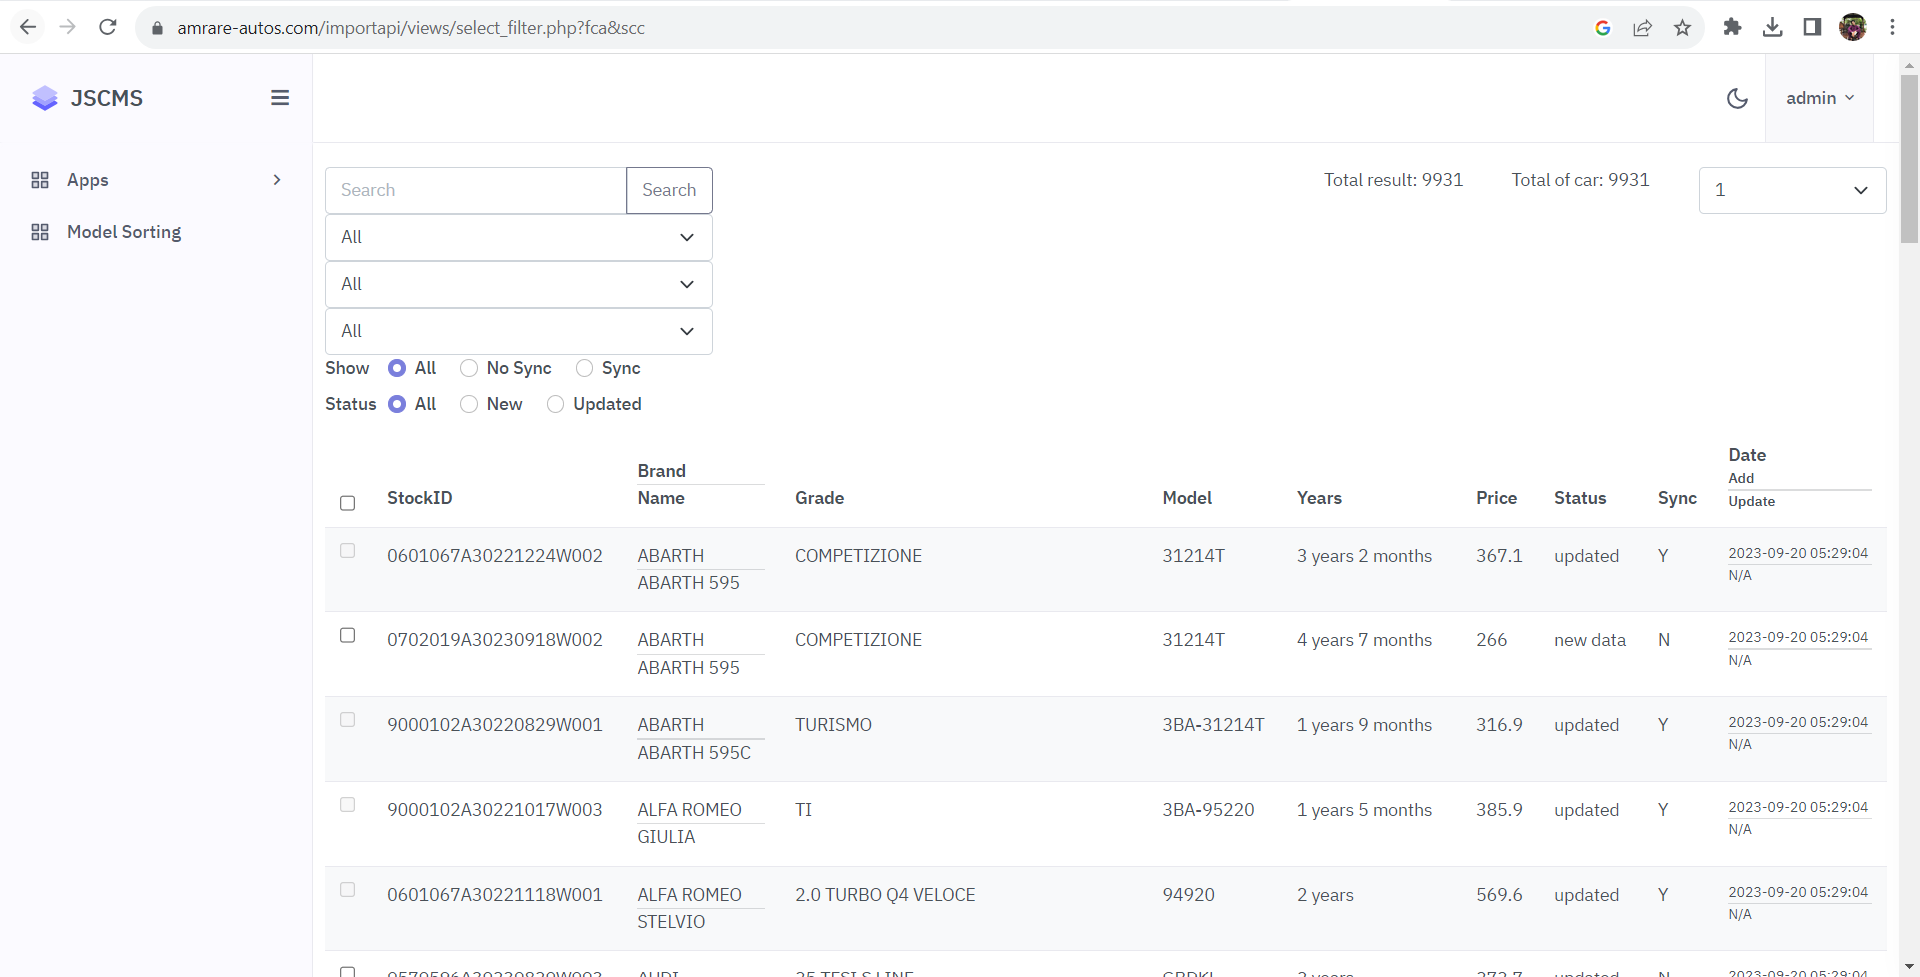 amrare-autos.com/importapi/views/select_filter.php?fca&scc
JSCMS
admin
Apps
Model Sorting
Search Search
Total result: 9931 Total of car: 9931 1
All
All
All
Show All No Sync Sync
Status All New Updated
StockID Brand Name Grade Model Years Price Status Sync Date Add Update
0601067A30221224W002 ABARTH COMPETIZIONE 31214T 3 years 2 months 367.1 updated Y 2023-09-20 05:29:04
ABARTH 595 N/A
0702019A30230918W002 ABARTH COMPETIZIONE 31214T 4 years 7 months 266 new data N 2023-09-20 05:29:04
ABARTH 595 N/A
9000102A30220829W001 ABARTH TURISMO 3BA-31214T 1 years 9 months 316.9 updated Y 2023-09-20 05:29:04
ABARTH 595C N/A
9000102A30221017W003 ALFA ROMEO TI 3BA-95220 1 years 5 months 385.9 updated Y 2023-09-20 05:29:04
GIULIA N/A
0601067A30221118W001 ALFA ROMEO 2.0 TURBO Q4 VELOCE 94920 2 years 569.6 updated Y 2023-09-20 05:29:04
STELVIO N/A
AUDI 2023-09-20 05:29:04